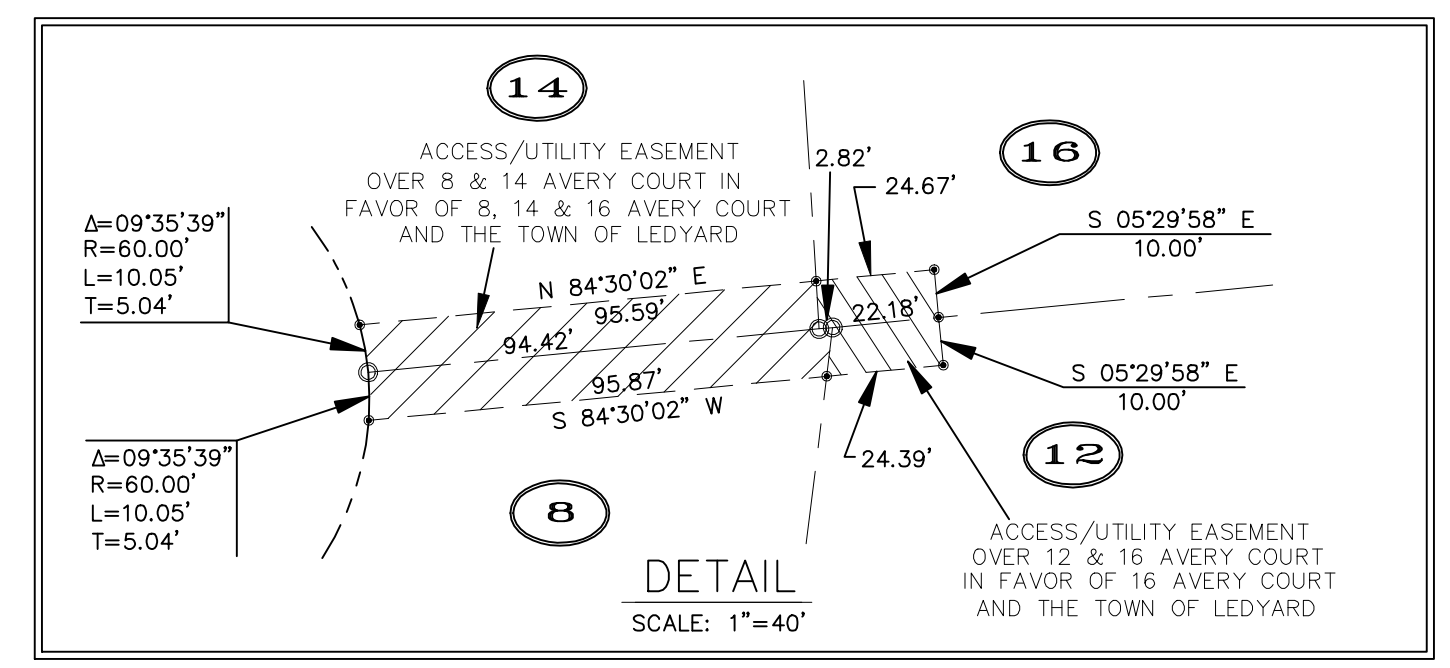 14
ACCESS/UTILITY EASEMENT
OVER 8 & 14 AVERY COURT IN
FAVOR OF 8, 14 & 16 AVERY COURT
AND THE TOWN OF LEDYARD
2.82'
24.67'
16
S 05°29'58" E
10.00'
Δ=09°35'39"
R=60.00'
L=10.05'
T=5.04'
N 84°30'02" E
95.59'
94.42'
22.18'
95.87'
S 84°30'02" W
S 05°29'58" E
10.00'
24.39'
12
Δ=09°35'39"
R=60.00'
L=10.05'
T=5.04'
8
ACCESS/UTILITY EASEMENT
OVER 12 & 16 AVERY COURT
IN FAVOR OF 16 AVERY COURT
AND THE TOWN OF LEDYARD
DETAIL
SCALE: 1"=40'